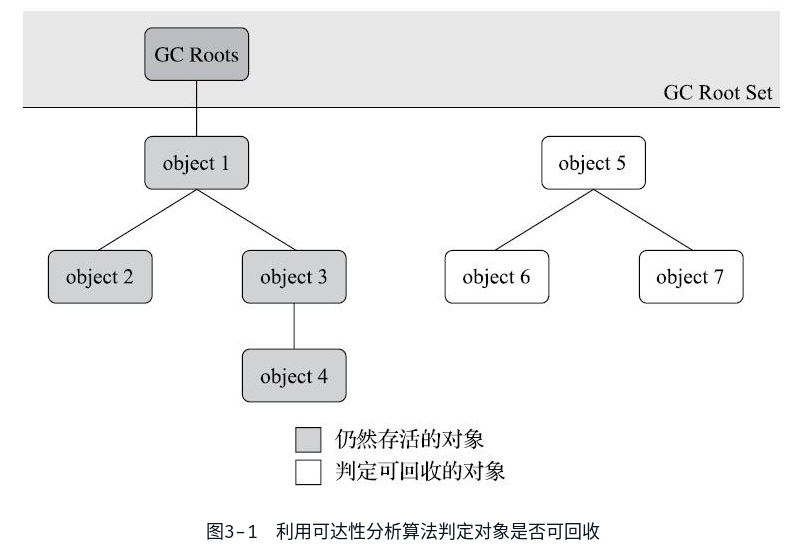 GC Roots
GC Root Set
object 1
object 5
object 2
object 3
object 6
object 7
object 4
仍然存活的对象
判定可回收的对象
图3-1 利用可达性分析算法判定对象是否可回收